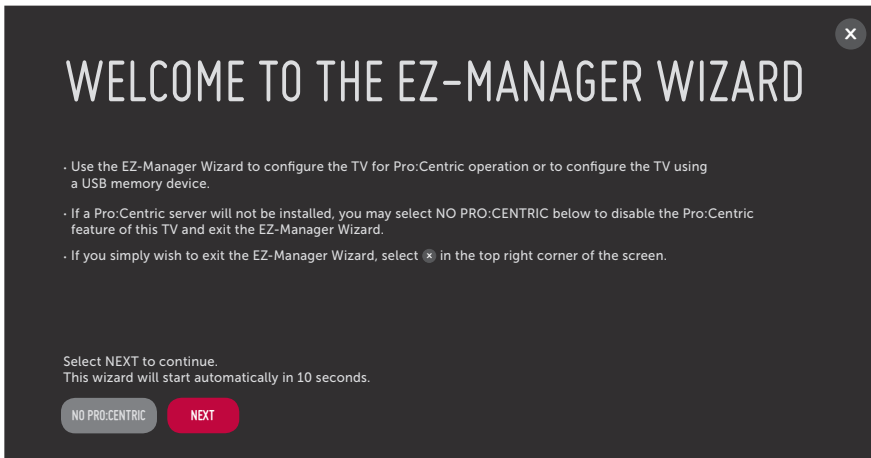 WELCOME TO THE EZ-MANAGER WIZARD
· Use the EZ-Manager Wizard to configure the TV for Pro:Centric operation or to configure the TV using
a USB memory device.
· If a Pro:Centric server will not be installed, you may select NO PRO:CENTRIC below to disable the Pro:Centric
feature of this TV and exit the EZ-Manager Wizard.
· If you simply wish to exit the EZ-Manager Wizard, select × in the top right corner of the screen.
Select NEXT to continue.
This wizard will start automatically in 10 seconds.
NO PRO:CENTRIC
NEXT